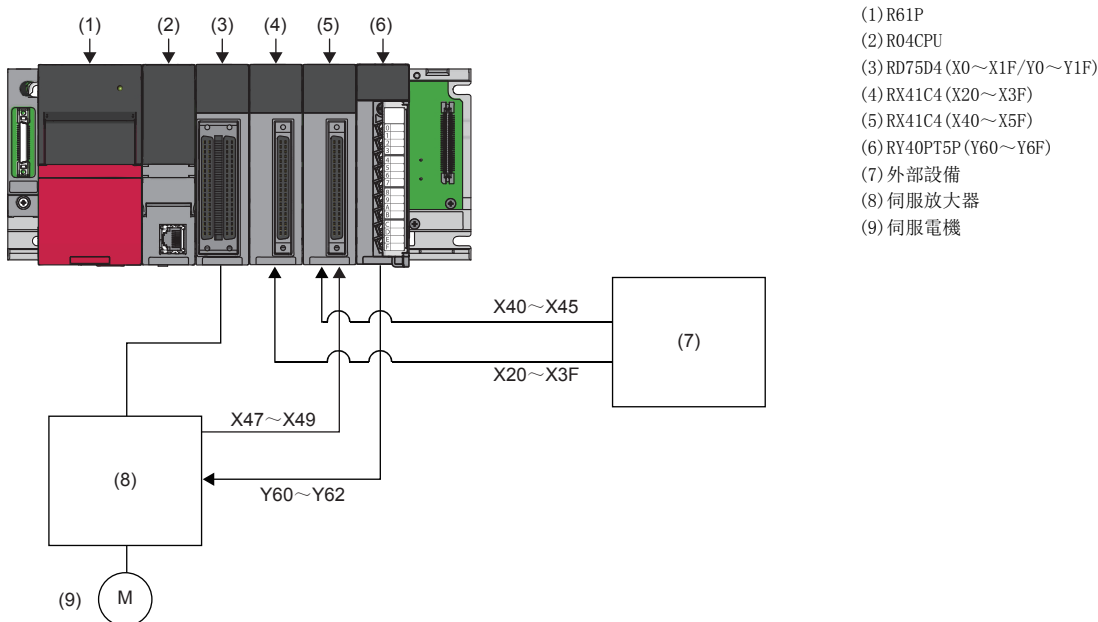 (1) (2) (3) (4) (5) (6)
(1)R61P
(2)R04CPU
(3)RD75D4(X0～X1F/Y0～Y1F)
(4)RX41C4(X20～X3F)
(5)RX41C4(X40～X5F)
(6)RY40PT5P(Y60～Y6F)
(7)外部設備
(8)伺服放大器
(9)伺服電機
X40～X45
(7)
X20～X3F
X47～X49
(8)
Y60～Y62
(9)
M